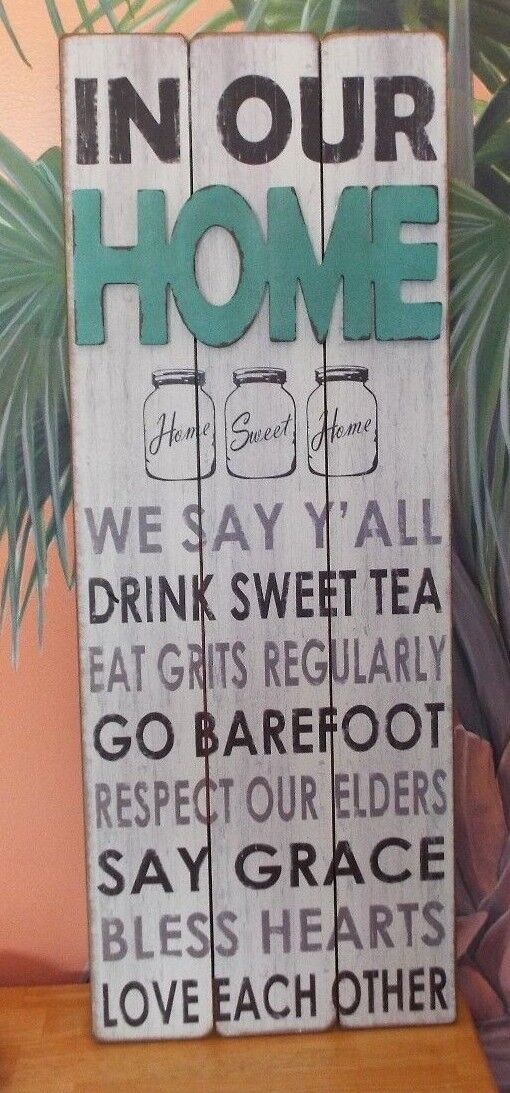 IN OUR
HOME
Home Sweet Home
WE SAY Y'ALL
DRINK SWEET TEA
EAT GRITS REGULARLY
GO BAREFOOT
RESPECT OUR ELDERS
SAY GRACE
BLESS HEARTS
LOVE EACH OTHER